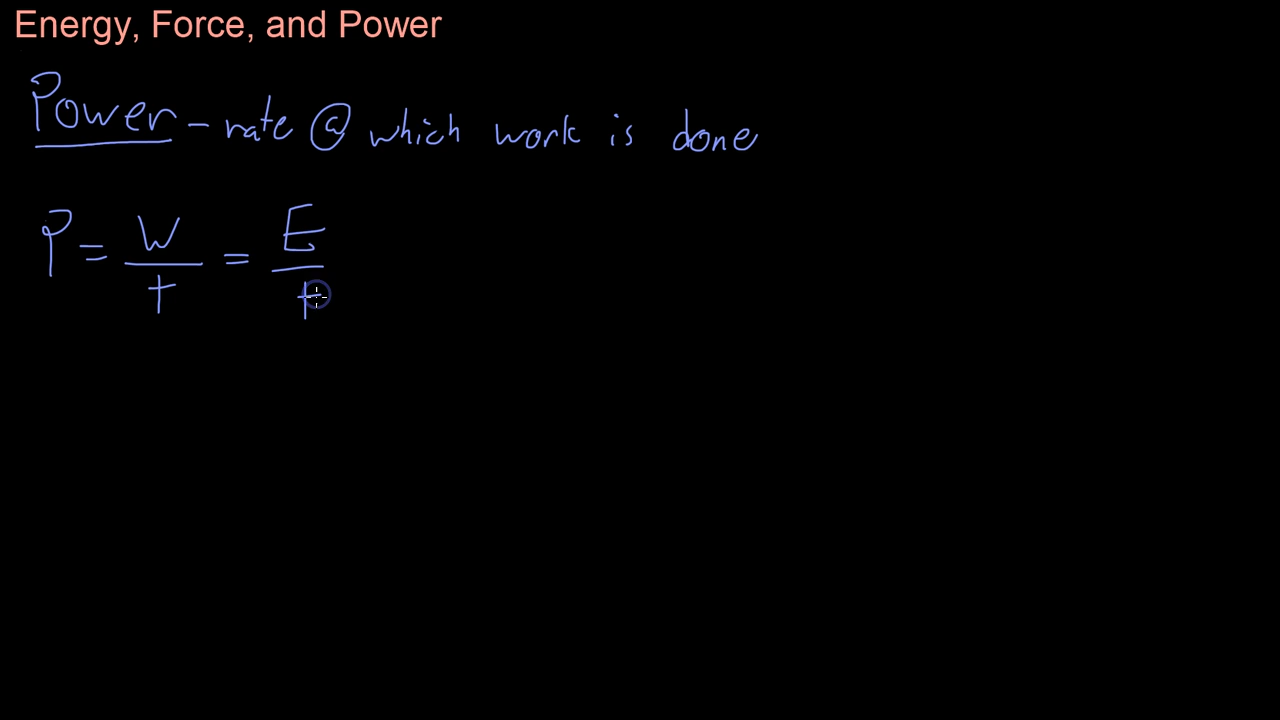 Energy, Force, and Power
Power - rate @ which work is done
P = W/t = E/t